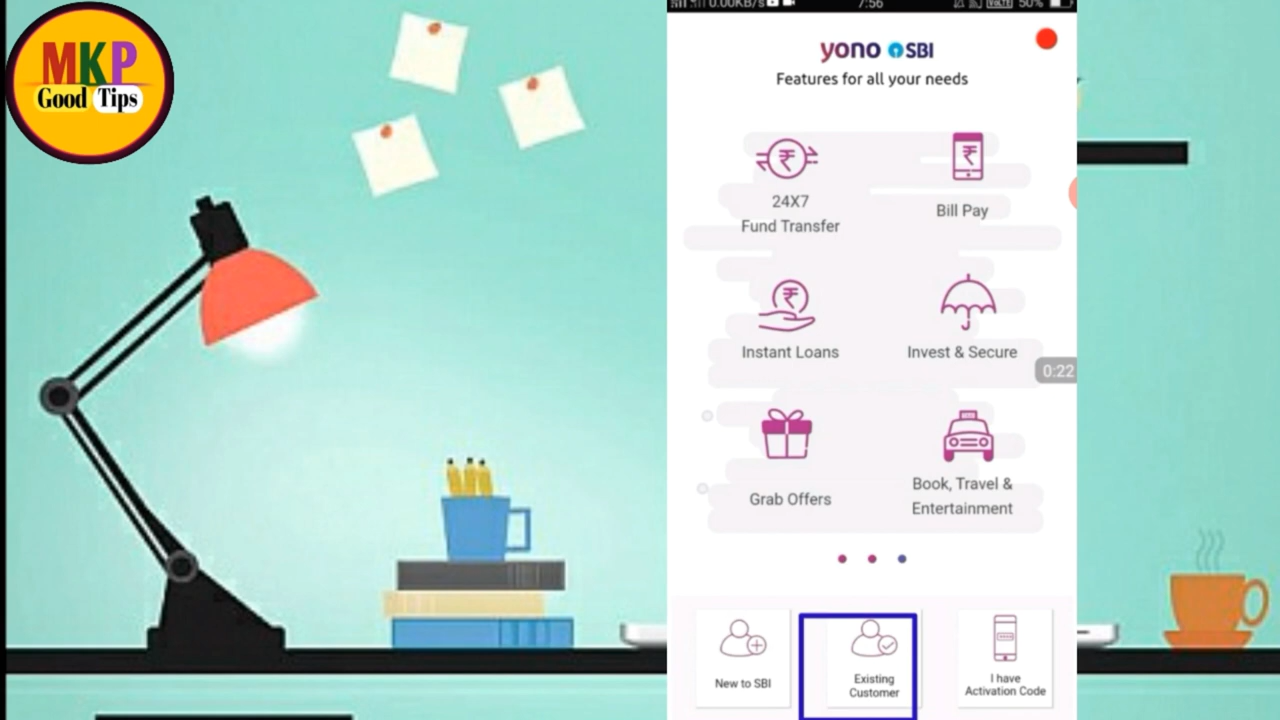 MKP
Good Tips
0.00KB/s
7:56
VoLTE
50%
yono SBI
Features for all your needs
24X7
Fund Transfer
Bill Pay
Instant Loans
Invest & Secure
0:22
Grab Offers
Book, Travel &
Entertainment
New to SBI
Existing
Customer
I have
Activation Code